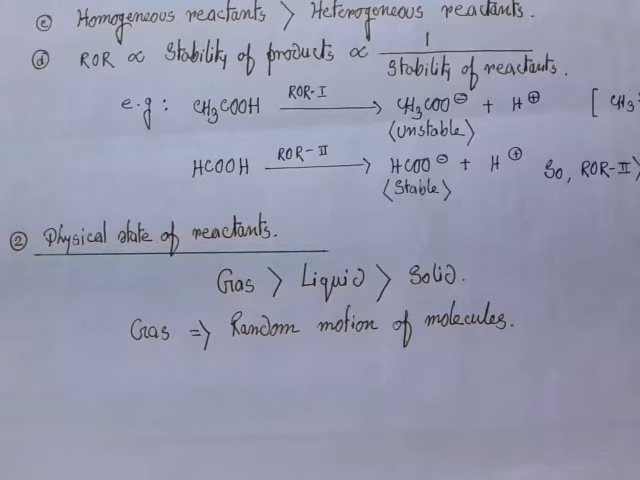 ⓒ Homogeneous reactants > Heterogeneous reactants.
ⓓ ROR ∝ Stability of products ∝ 1 / Stability of reactants.
e.g : CH₃COOH ROR-I → CH₃COO⊖ + H⊕ [ CH₃
<Unstable>
HCOOH ROR-II → HCOO⊖ + H⊕ So, ROR-II >
<Stable>
② Physical state of reactants.
Gas > Liquid > Solid.
Gas => Random motion of molecules.